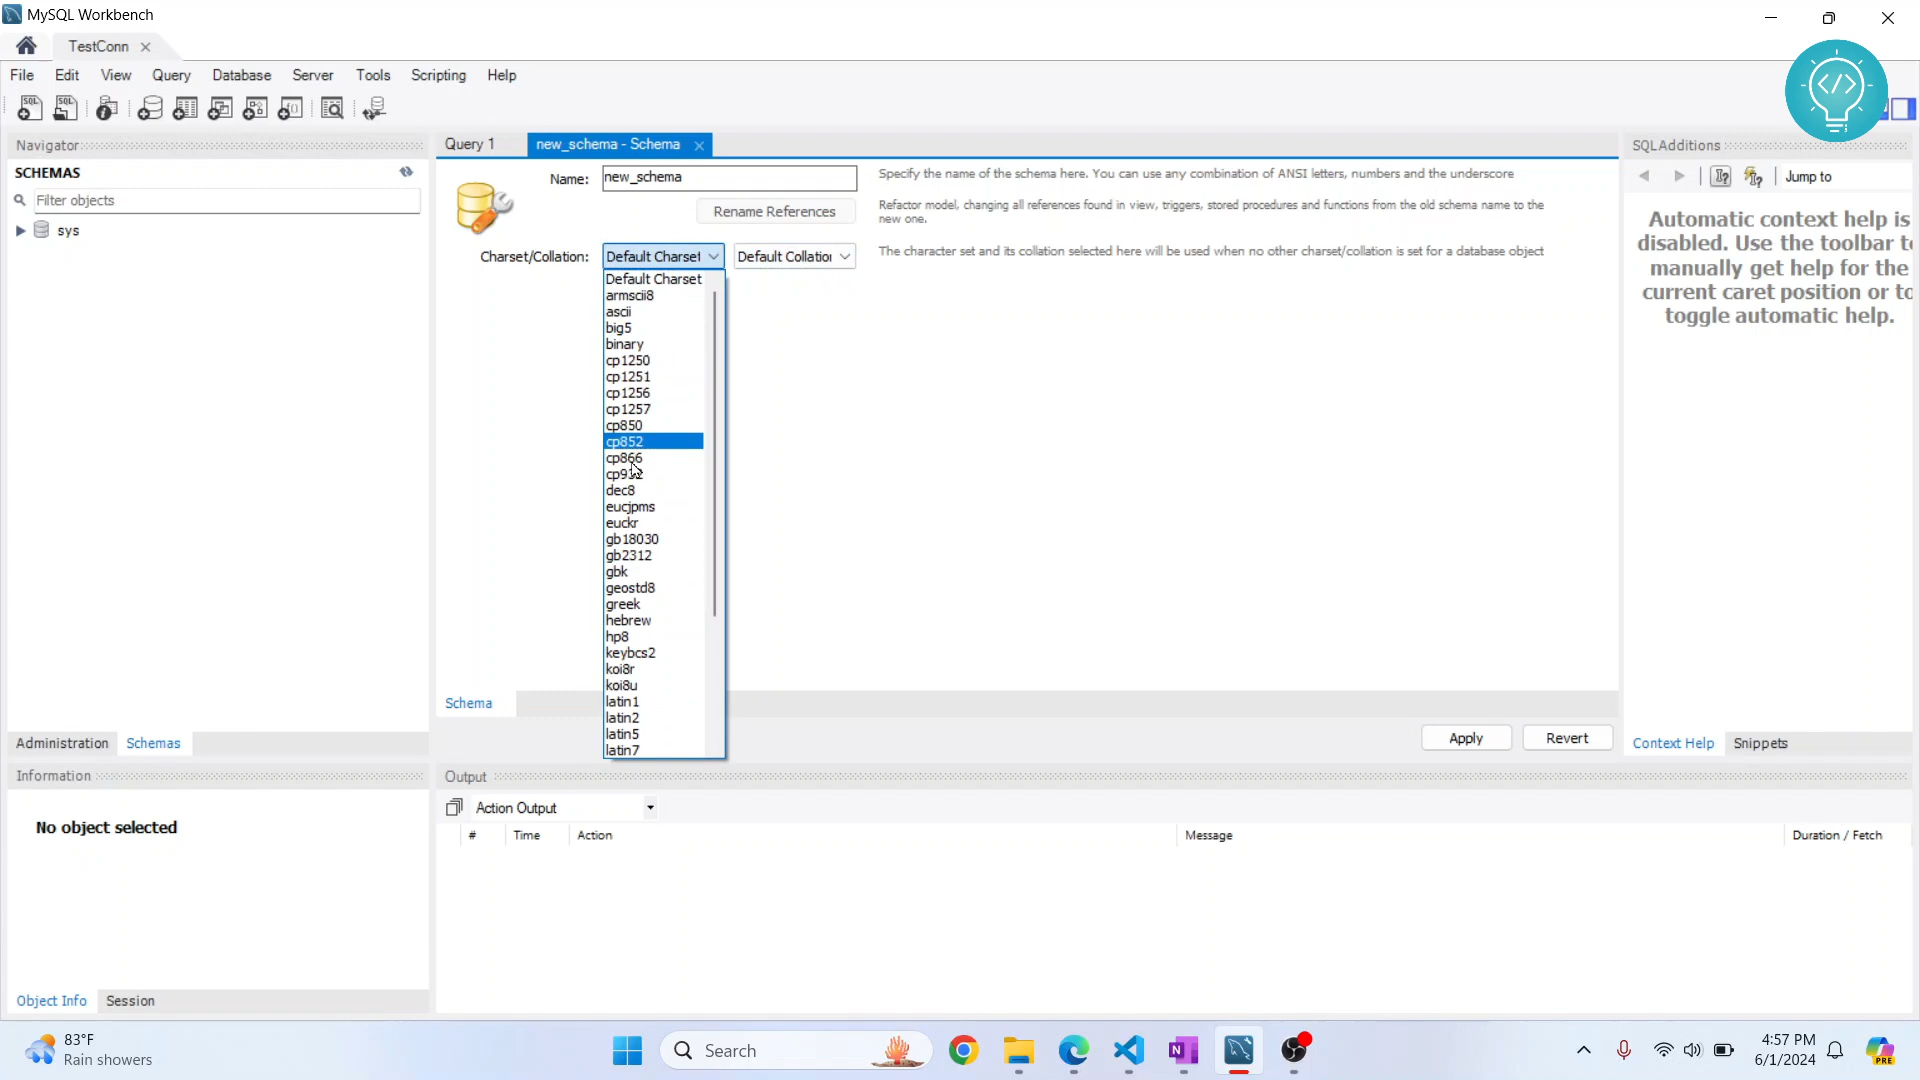 MySQL Workbench
TestConn
File Edit View Query Database Server Tools Scripting Help
Navigator
SCHEMAS
Filter objects
sys
Administration Schemas
Information
No object selected
Object Info Session
Query 1
new_schema - Schema
Name:
new_schema
Specify the name of the schema here. You can use any combination of ANSI letters, numbers and the underscore
Rename References
Refactor model, changing all references found in view, triggers, stored procedures and functions from the old schema name to the
new one.
Charset/Collation:
Default Charset
Default Collation
The character set and its collation selected here will be used when no other charset/collation is set for a database object
Default Charset
armscii8
ascii
big5
binary
cp1250
cp1251
cp1256
cp1257
cp850
cp852
cp866
cp932
dec8
eucjpms
euckr
gb18030
gb2312
gbk
geostd8
greek
hebrew
hp8
keybcs2
koi8r
koi8u
latin1
latin2
latin5
latin7
Schema
Apply
Revert
SQLAdditions
Jump to
Automatic context help is
disabled. Use the toolbar to
manually get help for the
current caret position or to
toggle automatic help.
Context Help Snippets
Output
Action Output
# Time Action Message Duration / Fetch
83°F
Rain showers
Search
4:57 PM
6/1/2024